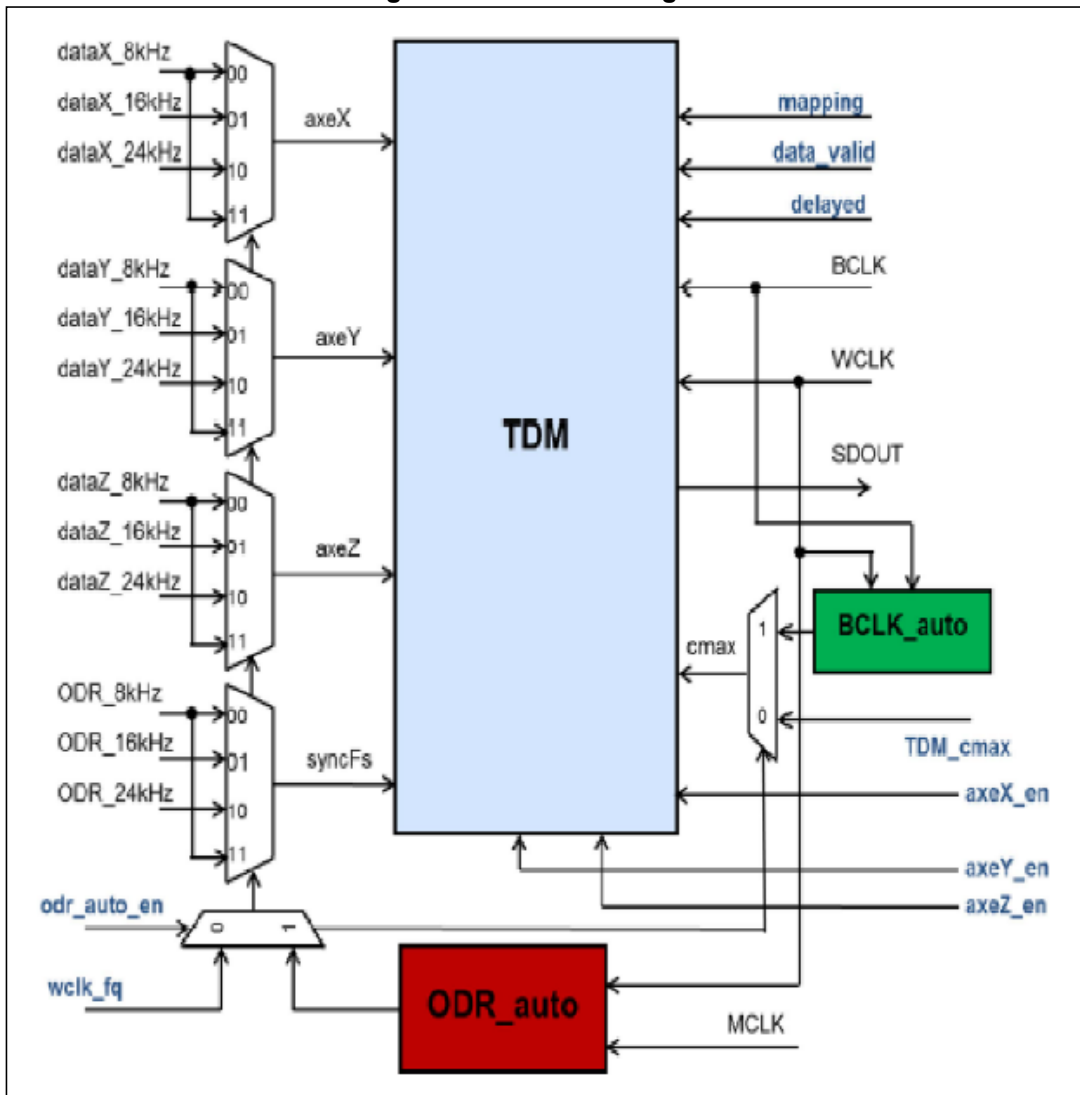 dataX_8kHz
00
dataX_16kHz
01
dataX_24kHz
10
11
axeX
dataY_8kHz
00
dataY_16kHz
01
dataY_24kHz
10
11
axeY
dataZ_8kHz
00
dataZ_16kHz
01
dataZ_24kHz
10
11
axeZ
ODR_8kHz
00
ODR_16kHz
01
ODR_24kHz
10
11
syncFs
odr_auto_en
0
1
wclk_fq
TDM
mapping
data_valid
delayed
BCLK
WCLK
SDOUT
BCLK_auto
cmax
1
0
TDM_cmax
axeX_en
axeY_en
axeZ_en
ODR_auto
MCLK